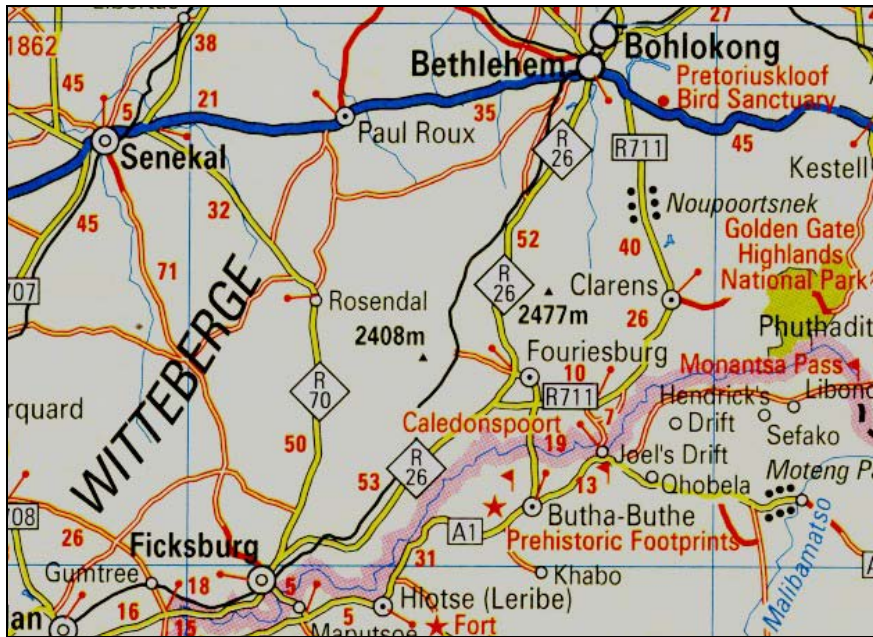 38
27
1862
Bohlokong
Bethlehem
45
5
21
35
Pretoriuskloof
Bird Sanctuary
Paul Roux
Senekal
R
26
R711
45
Kestell
Noupoortsnek
45
32
52
40
Golden Gate
Highlands
National Park
71
R
26
Clarens
07
Rosendal
2477m
26
Phuthadit
WITTEBERGE
2408m
Fouriesburg
Monantsa Pass
10
R
70
R711
Hendrick's
Libono
rquard
Caledonspoort
7
Drift
Sefako
50
19
Joel's Drift
R
26
53
Qhobela
Moteng Pa
13
08
A1
Butha-Buthe
26
Ficksburg
Prehistoric Footprints
31
Gumtree
18
Khabo
Malibamatso
5
16
an
15
5
Hlotse (Leribe)
Maputsoe
Fort